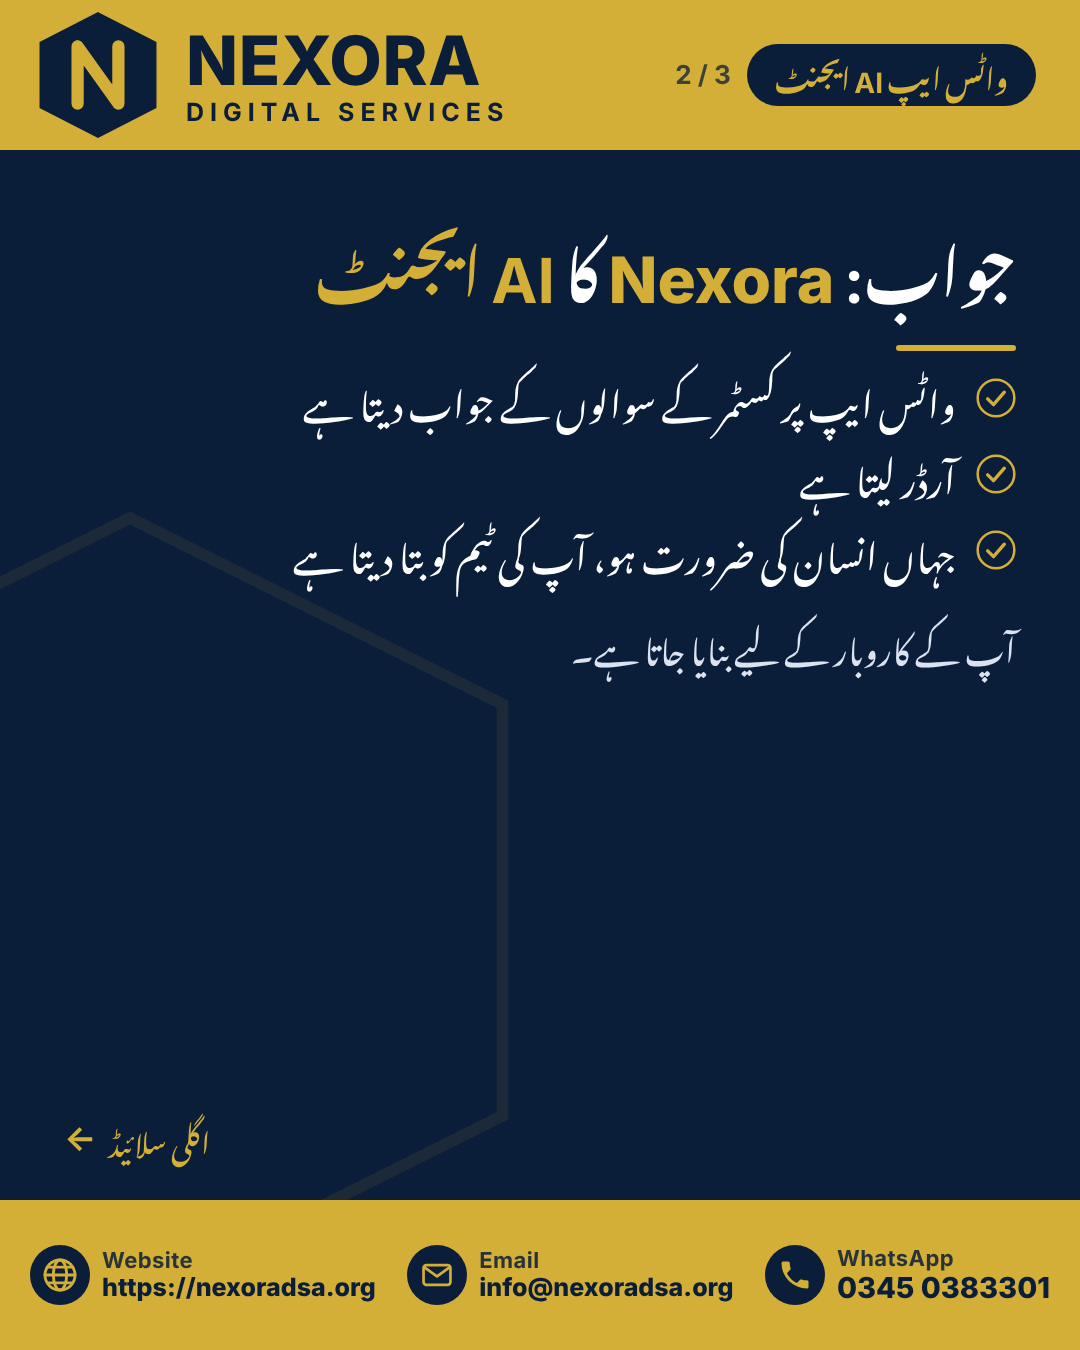 NEXORA
DIGITAL SERVICES
2 / 3
واٹس ایپ AI ایجنٹ
جواب: Nexora کا AI ایجنٹ
واٹس ایپ پر کسٹمر کے سوالوں کے جواب دیتا ہے
آرڈر لیتا ہے
جہاں انسان کی ضرورت ہو، آپ کی ٹیم کو بتا دیتا ہے
آپ کے کاروبار کے لیے بنایا جاتا ہے۔
اگلی سلائیڈ ←
Website
https://nexoradsa.org
Email
info@nexoradsa.org
WhatsApp
0345 0383301